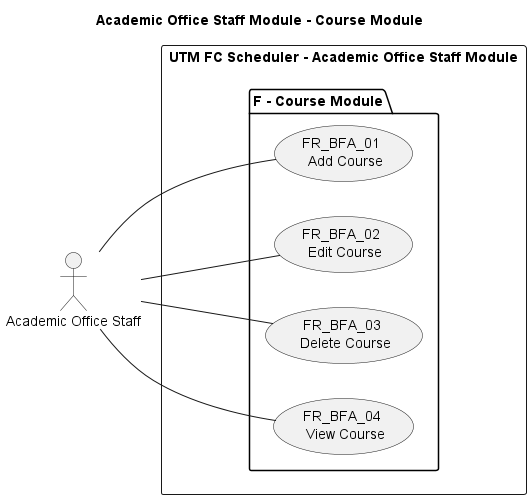 Academic Office Staff Module - Course Module
UTM FC Scheduler - Academic Office Staff Module
F - Course Module
FR_BFA_01
Add Course
FR_BFA_02
Edit Course
Academic Office Staff
FR_BFA_03
Delete Course
FR_BFA_04
View Course